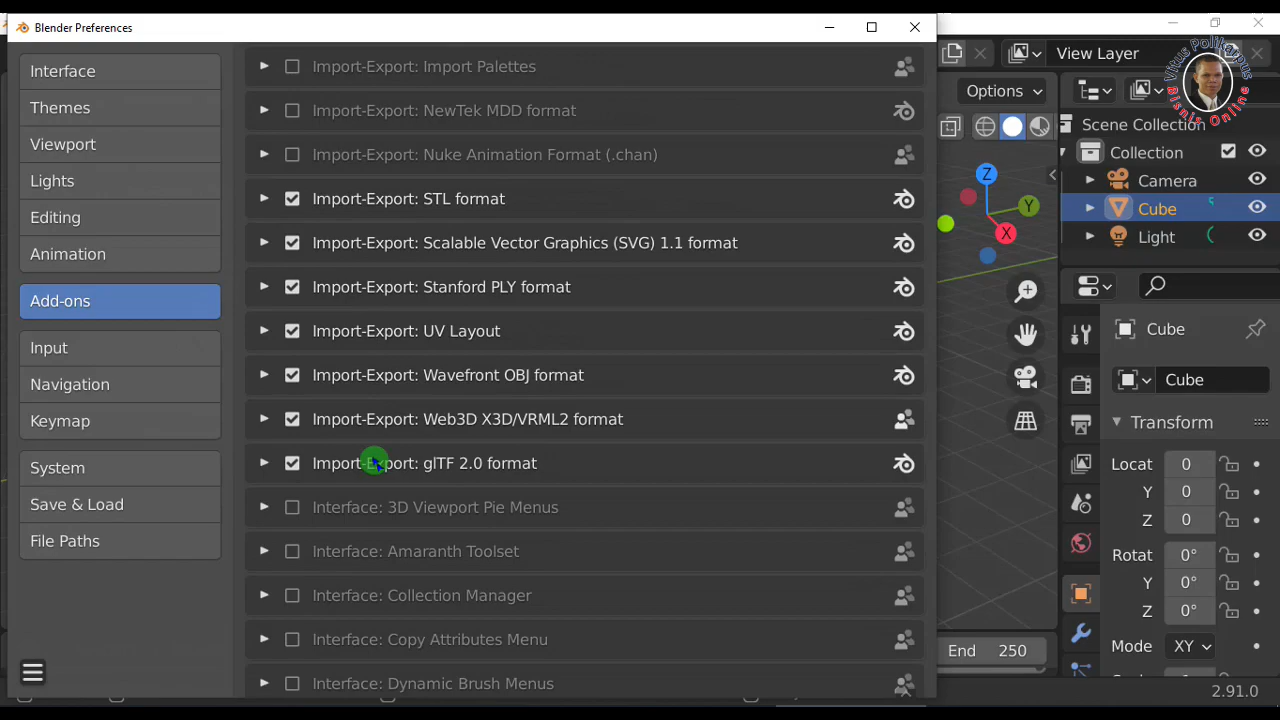 Blender Preferences
Interface
Themes
Viewport
Lights
Editing
Animation
Add-ons
Input
Navigation
Keymap
System
Save & Load
File Paths
Import-Export: Import Palettes
Import-Export: NewTek MDD format
Import-Export: Nuke Animation Format (.chan)
Import-Export: STL format
Import-Export: Scalable Vector Graphics (SVG) 1.1 format
Import-Export: Stanford PLY format
Import-Export: UV Layout
Import-Export: Wavefront OBJ format
Import-Export: Web3D X3D/VRML2 format
Import-Export: glTF 2.0 format
Interface: 3D Viewport Pie Menus
Interface: Amaranth Toolset
Interface: Collection Manager
Interface: Copy Attributes Menu
Interface: Dynamic Brush Menus
View Layer
Vitus Polikarpus
Bisnis Online
Options
Z
Y
X
Scene Collection
Collection
Camera
Cube
Light
Cube
Cube
Transform
Locat 0
Y 0
Z 0
Rotat 0°
Y 0°
Z 0°
Mode XY
End 250
2.91.0